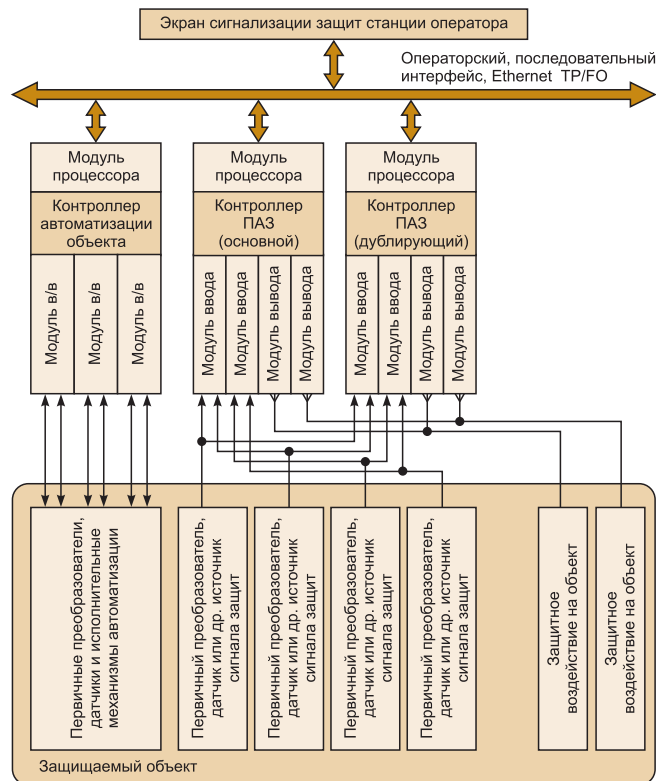 Экран сигнализации защит станции оператора
Операторский, последовательный
интерфейс, Ethernet TP/FO
Модуль
процессора
Контроллер
автоматизации
объекта
Модуль в/в
Модуль в/в
Модуль в/в
Модуль
процессора
Контроллер
ПАЗ
(основной)
Модуль ввода
Модуль ввода
Модуль вывода
Модуль вывода
Модуль
процессора
Контроллер
ПАЗ
(дублирующий)
Модуль ввода
Модуль ввода
Модуль вывода
Модуль вывода
Первичные преобразователи,
датчики и исполнительные
механизмы автоматизации
Первичный преобразователь,
датчик или др. источник
сигнала защит
Первичный преобразователь,
датчик или др. источник
сигнала защит
Первичный преобразователь,
датчик или др. источник
сигнала защит
Первичный преобразователь,
датчик или др. источник
сигнала защит
Защитное
воздействие на объект
Защитное
воздействие на объект
Защищаемый объект